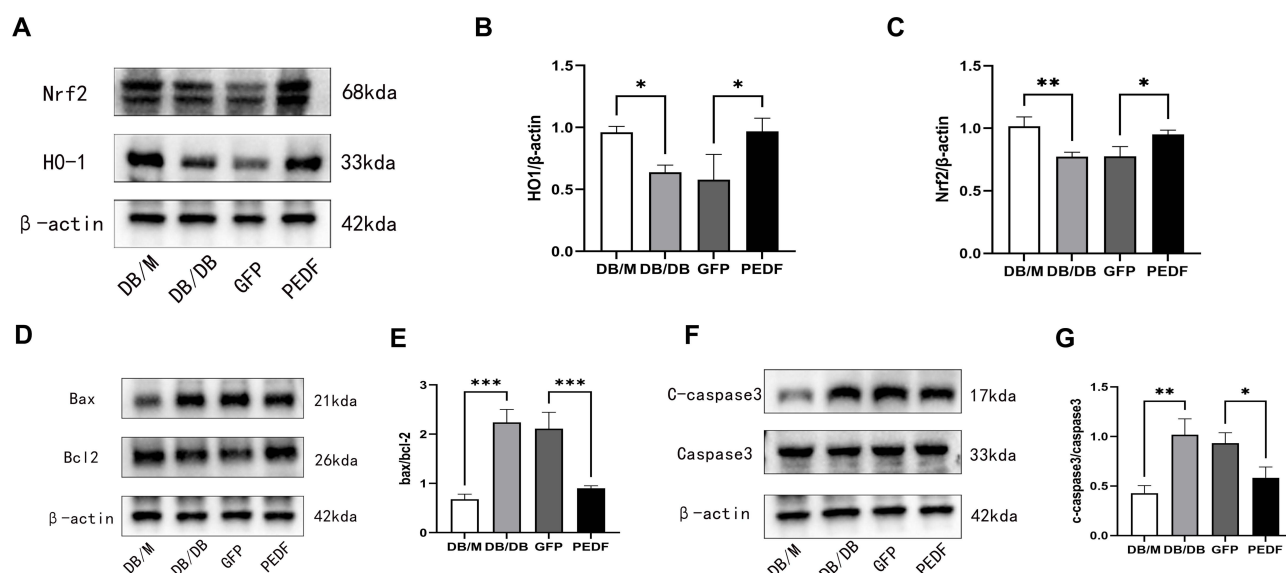 A
Nrf2
68kda
HO-1
33kda
β-actin
42kda
DB/M DB/DB GFP PEDF
B
HO1/β-actin
1.5
1.0
0.5
0.0
* *
DB/M DB/DB GFP PEDF
C
Nrf2/β-actin
1.5
1.0
0.5
0.0
** *
DB/M DB/DB GFP PEDF
D
Bax
21kda
Bcl2
26kda
β-actin
42kda
DB/M DB/DB GFP PEDF
E
bax/bcl-2
3
2
1
0
*** ***
DB/M DB/DB GFP PEDF
F
C-caspase3
17kda
Caspase3
33kda
β-actin
42kda
DB/M DB/DB GFP PEDF
G
c-caspase3/caspase3
1.5
1.0
0.5
0.0
** *
DB/M DB/DB GFP PEDF